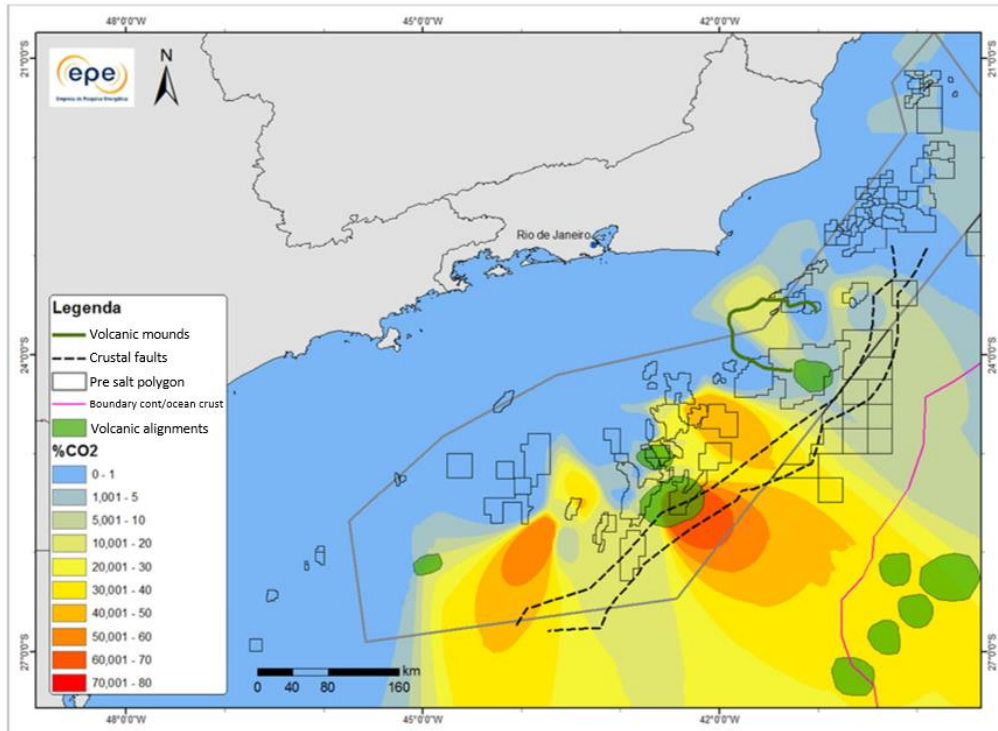 48°0'0"W 45°0'0"W 42°0'0"W
21°0'0"S 21°0'0"S
epe
Empresa de Pesquisa Energética
N
Rio de Janeiro
Legenda
Volcanic mounds
Crustal faults
Pre salt polygon
Boundary cont/ocean crust
Volcanic alignments
%CO2
0 - 1
1,001 - 5
5,001 - 10
10,001 - 20
20,001 - 30
30,001 - 40
40,001 - 50
50,001 - 60
60,001 - 70
70,001 - 80
24°0'0"S 24°0'0"S
km
0 40 80 160
27°0'0"S 27°0'0"S
48°0'0"W 45°0'0"W 42°0'0"W